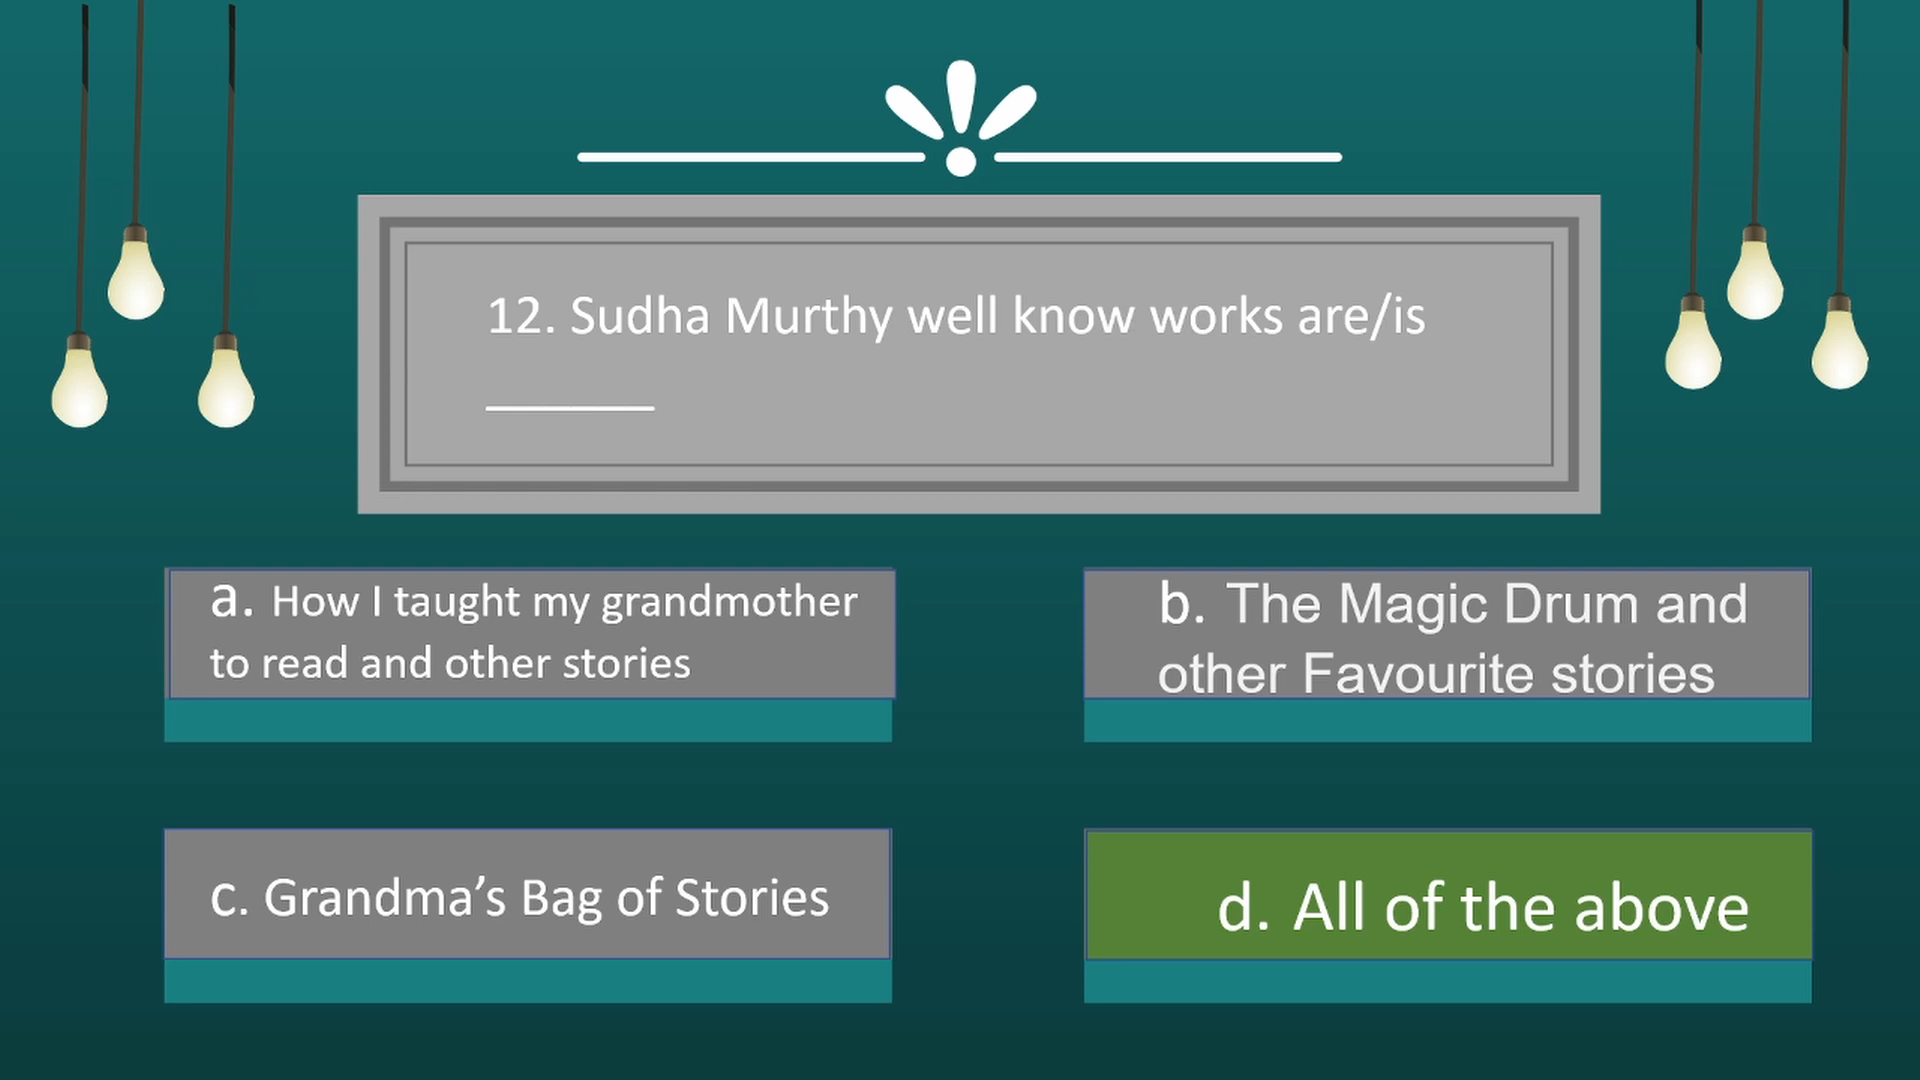 12. Sudha Murthy well know works are/is
________
a. How I taught my grandmother
to read and other stories
b. The Magic Drum and
other Favourite stories
c. Grandma’s Bag of Stories
d. All of the above